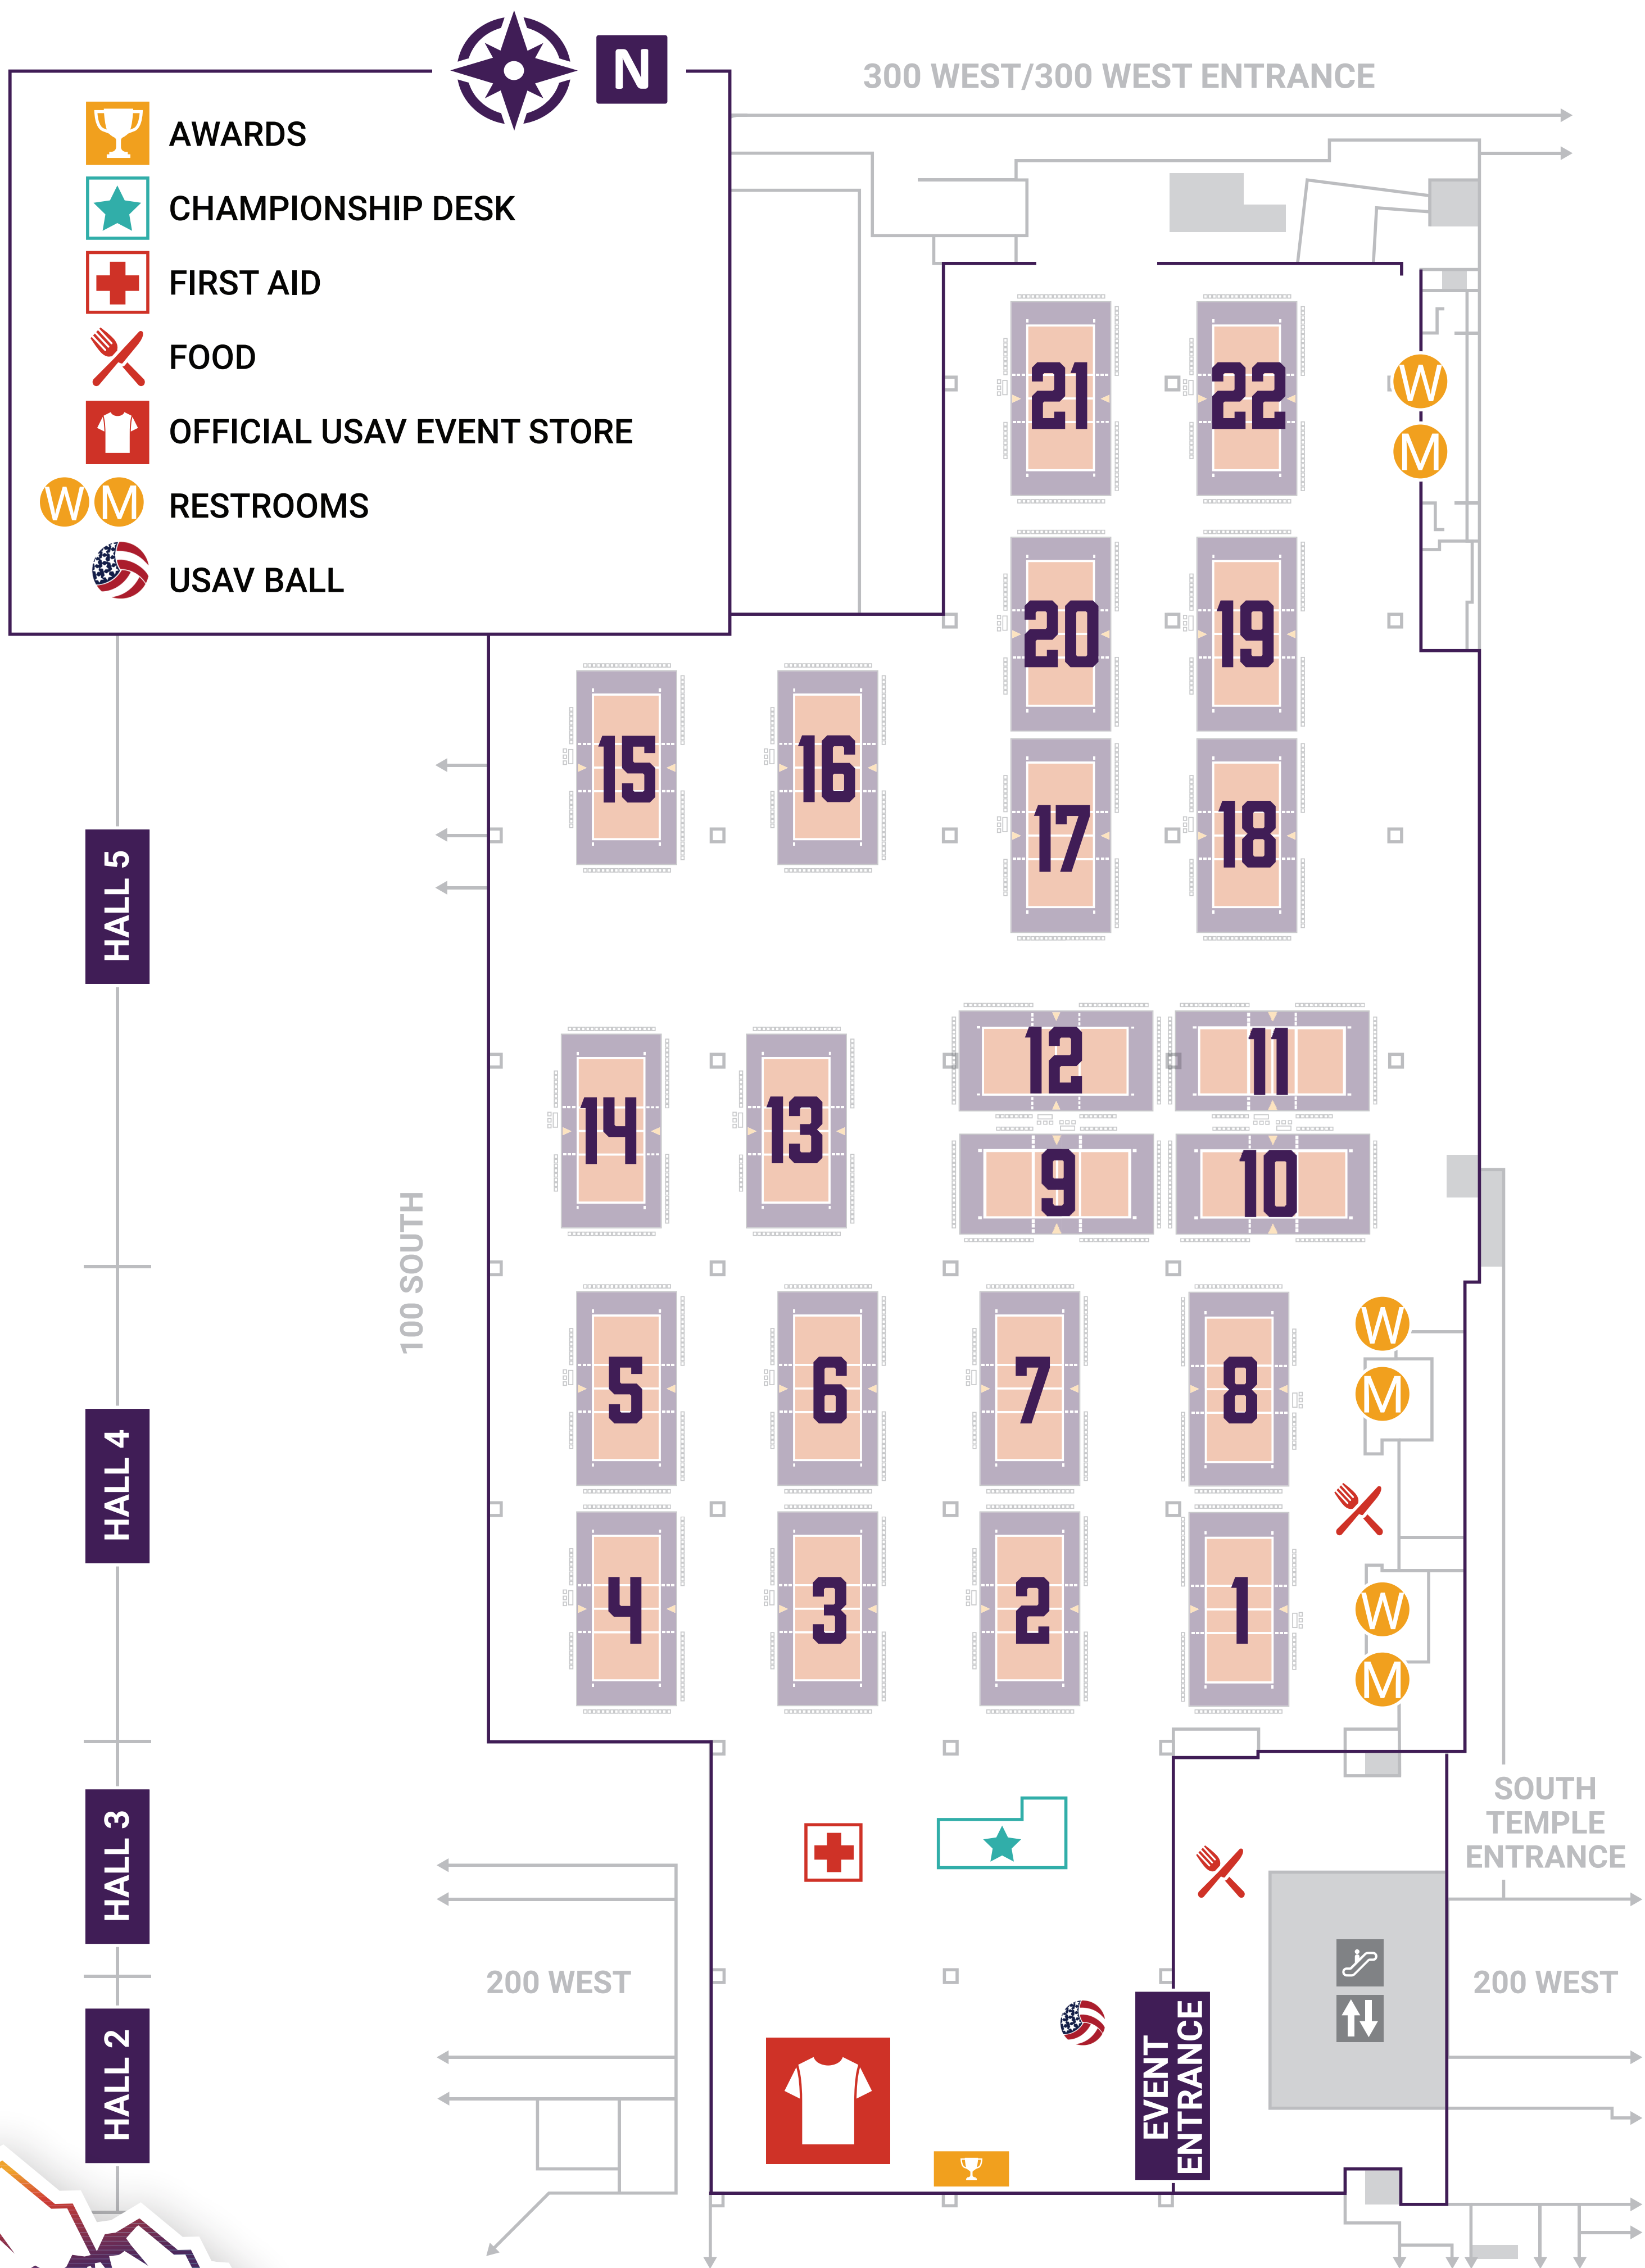 N
300 WEST/300 WEST ENTRANCE
AWARDS
CHAMPIONSHIP DESK
FIRST AID
FOOD
OFFICIAL USAV EVENT STORE
W M RESTROOMS
USAV BALL
21 22
W
M
20 19
15 16
17 18
HALL 5
12 11
14 13
9 10
100 SOUTH
W
5 6 7 8
M
HALL 4
4 3 2 1
W
M
SOUTH
TEMPLE
ENTRANCE
HALL 3
200 WEST
200 WEST
HALL 2
EVENT
ENTRANCE